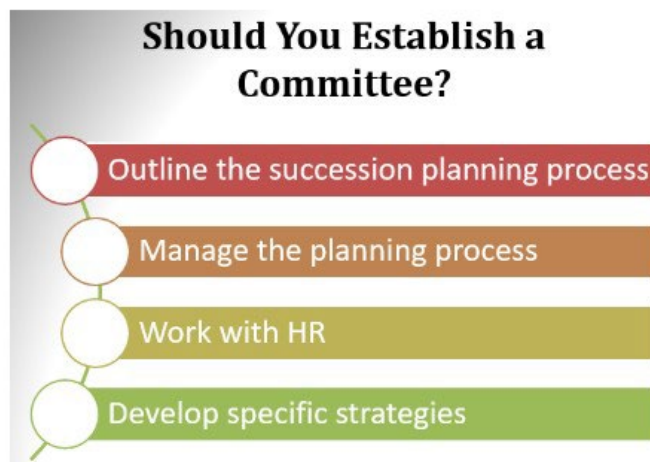 Should You Establish a
Committee?
Outline the succession planning process
Manage the planning process
Work with HR
Develop specific strategies